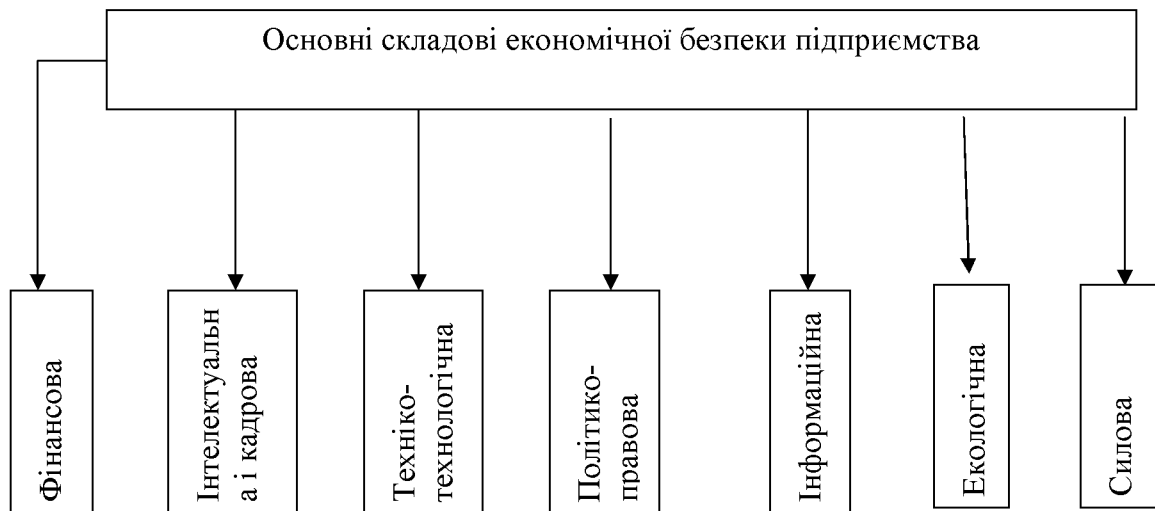 Основні складові економічної безпеки підприємства
Фінансова
Інтелектуальн
а і кадрова
Техніко-
технологічна
Політико-
правова
Інформаційна
Екологічна
Силова